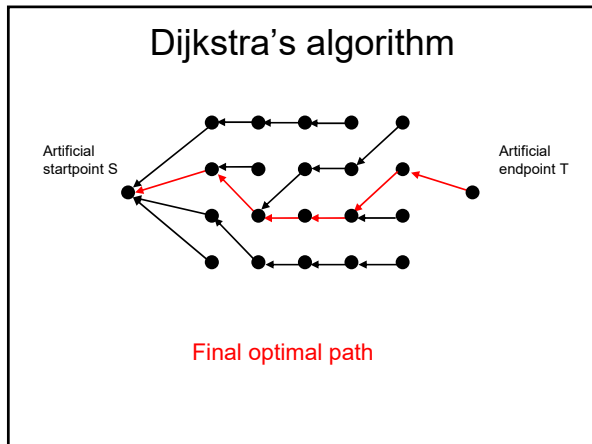 Dijkstra's algorithm
Artificial
startpoint S
Artificial
endpoint T
Final optimal path